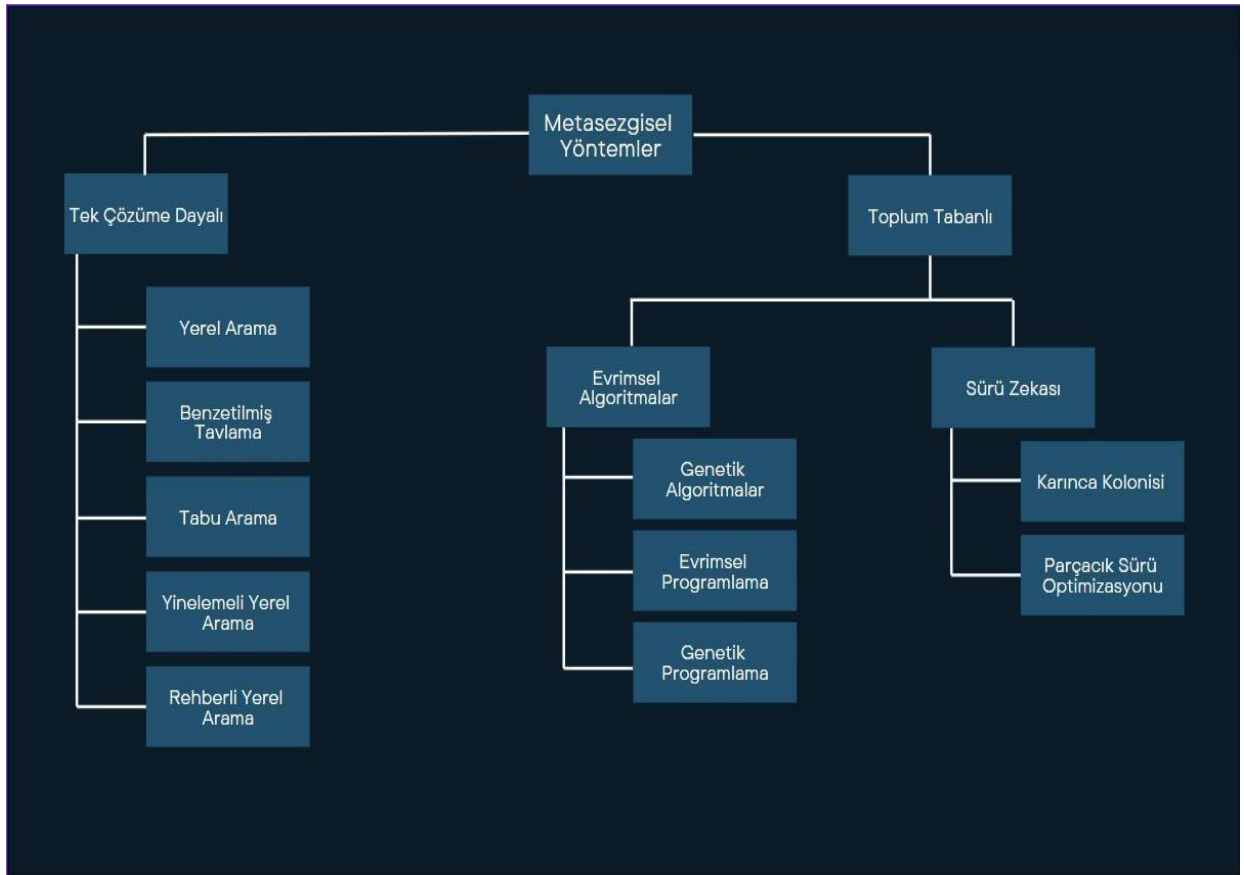 Metasezgisel
Yöntemler
Tek Çözüme Dayalı
Yerel Arama
Benzetilmiş
Tavlama
Tabu Arama
Yinelemeli Yerel
Arama
Rehberli Yerel
Arama
Toplum Tabanlı
Evrimsel
Algoritmalar
Genetik
Algoritmalar
Evrimsel
Programlama
Genetik
Programlama
Sürü Zekası
Karınca Kolonisi
Parçacık Sürü
Optimizasyonu